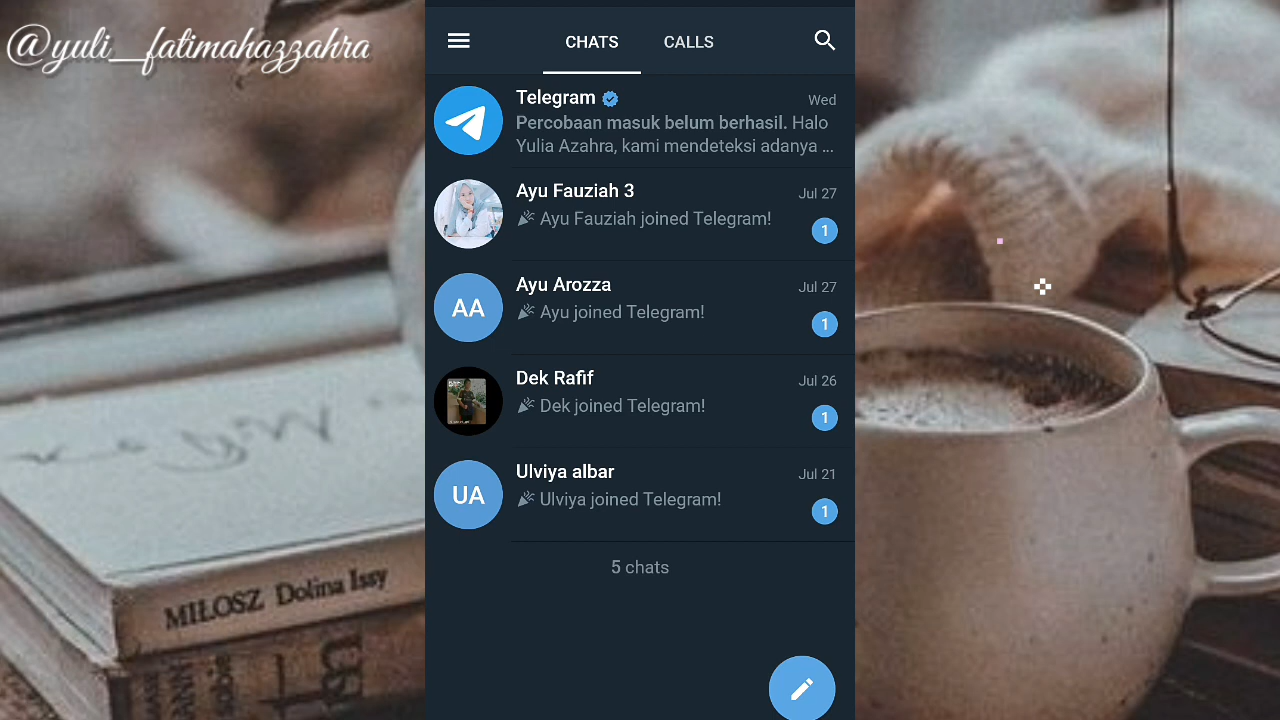 @yuli__fatimahazzahra
CHATS
CALLS
Telegram
Wed
Percobaan masuk belum berhasil. Halo
Yulia Azahra, kami mendeteksi adanya ...
Ayu Fauziah 3
Jul 27
Ayu Fauziah joined Telegram!
1
AA
Ayu Arozza
Jul 27
Ayu joined Telegram!
1
Dek Rafif
Jul 26
Dek joined Telegram!
1
UA
Ulviya albar
Jul 21
Ulviya joined Telegram!
1
5 chats
MIŁOSZ Dolina Issy